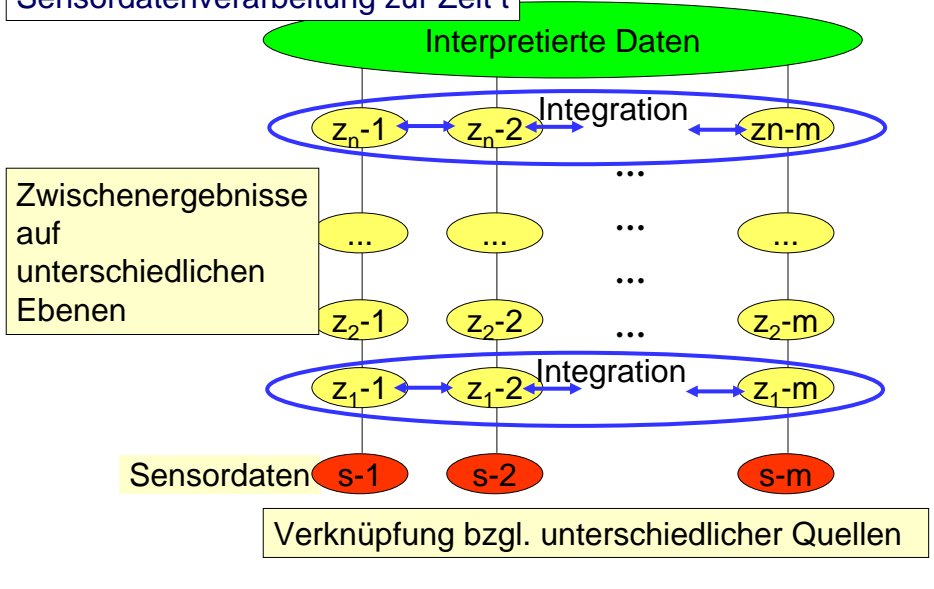 Sensordatenverarbeitung zur Zeit t
Interpretierte Daten
Integration
zₙ-1 zₙ-2 zn-m
...
Zwischenergebnisse
auf
unterschiedlichen
Ebenen
... ... ... ...
...
z₂-1 z₂-2 ... z₂-m
Integration
z₁-1 z₁-2 z₁-m
Sensordaten s-1 s-2 s-m
Verknüpfung bzgl. unterschiedlicher Quellen